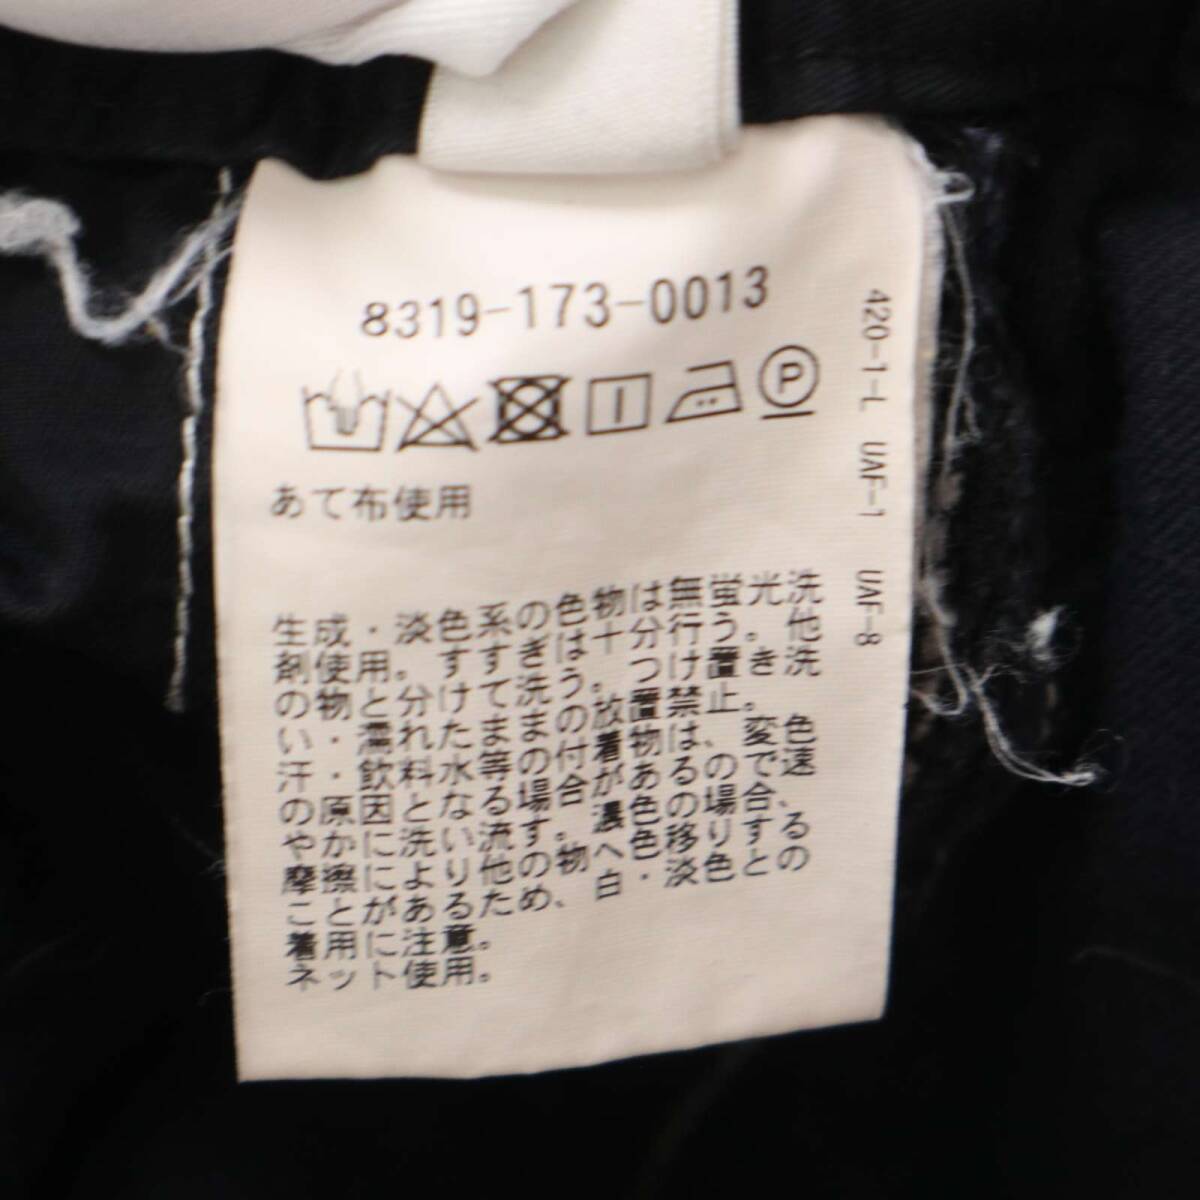 8319-173-0013
P
あて布使用
生成・淡色系の色物は無蛍光洗
剤使用。すすぎは十分行う。他
の物と分けて洗う。つけ置き洗
い・濡れたままの放置禁止。
汗・飲料水等の付着物は、変色
の原因となる場合があるので速
やかに洗い流す。濃色の場合、
摩擦により他の物へ色移りする
ことがあるため、白・淡色との
着用に注意。
ネット使用。
420-1-L UAF-1 UAF-8